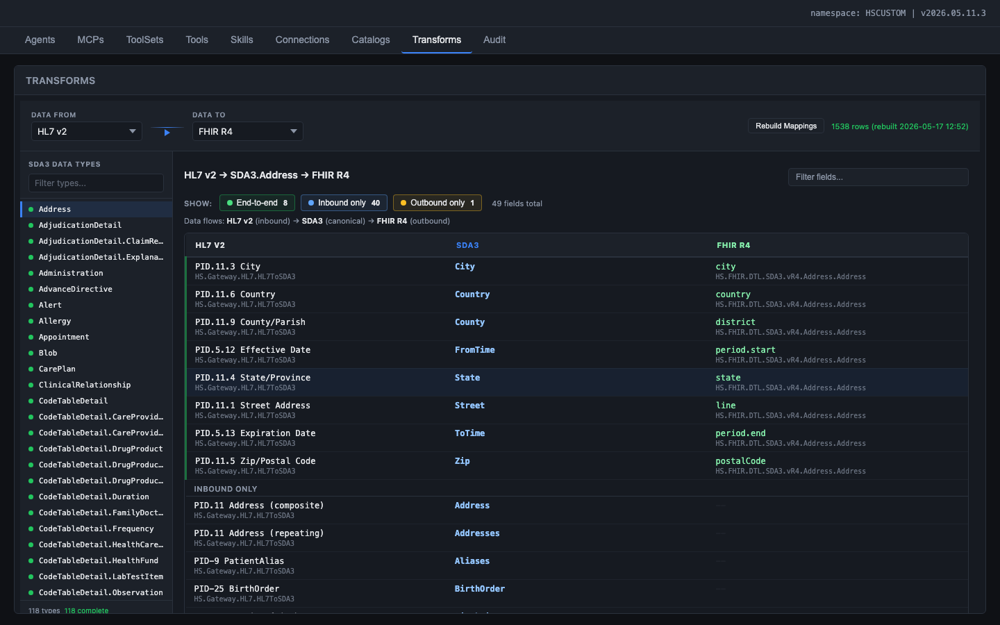 namespace: HSCUSTOM | v2026.05.11.3
Agents MCPs ToolSets Tools Skills Connections Catalogs Transforms Audit
TRANSFORMS
DATA FROM
HL7 v2
DATA TO
FHIR R4
Rebuild Mappings 1538 rows (rebuilt 2026-05-17 12:52)
SDA3 DATA TYPES
Filter types...
Address
AdjudicationDetail
AdjudicationDetail.ClaimRe…
AdjudicationDetail.Explana…
Administration
AdvanceDirective
Alert
Allergy
Appointment
Blob
CarePlan
ClinicalRelationship
CodeTableDetail
CodeTableDetail.CareProvid…
CodeTableDetail.CareProvid…
CodeTableDetail.DrugProduct
CodeTableDetail.DrugProduc…
CodeTableDetail.DrugProduc…
CodeTableDetail.Duration
CodeTableDetail.FamilyDoct…
CodeTableDetail.Frequency
CodeTableDetail.HealthCare…
CodeTableDetail.HealthFund
CodeTableDetail.LabTestItem
CodeTableDetail.Observation
118 types 118 complete
HL7 v2 → SDA3.Address → FHIR R4
Filter fields...
SHOW: End-to-end 8 Inbound only 40 Outbound only 1 49 fields total
Data flows: HL7 v2 (inbound) → SDA3 (canonical) → FHIR R4 (outbound)
HL7 V2 SDA3 FHIR R4
PID.11.3 City City city
HS.Gateway.HL7.HL7ToSDA3 HS.FHIR.DTL.SDA3.vR4.Address.Address
PID.11.6 Country Country country
HS.Gateway.HL7.HL7ToSDA3 HS.FHIR.DTL.SDA3.vR4.Address.Address
PID.11.9 County/Parish County district
HS.Gateway.HL7.HL7ToSDA3 HS.FHIR.DTL.SDA3.vR4.Address.Address
PID.5.12 Effective Date FromTime period.start
HS.Gateway.HL7.HL7ToSDA3 HS.FHIR.DTL.SDA3.vR4.Address.Address
PID.11.4 State/Province State state
HS.Gateway.HL7.HL7ToSDA3 HS.FHIR.DTL.SDA3.vR4.Address.Address
PID.11.1 Street Address Street line
HS.Gateway.HL7.HL7ToSDA3 HS.FHIR.DTL.SDA3.vR4.Address.Address
PID.5.13 Expiration Date ToTime period.end
HS.Gateway.HL7.HL7ToSDA3 HS.FHIR.DTL.SDA3.vR4.Address.Address
PID.11.5 Zip/Postal Code Zip postalCode
HS.Gateway.HL7.HL7ToSDA3 HS.FHIR.DTL.SDA3.vR4.Address.Address
INBOUND ONLY
PID.11 Address (composite) Address —
HS.Gateway.HL7.HL7ToSDA3
PID.11 Address (repeating) Addresses —
HS.Gateway.HL7.HL7ToSDA3
PID-9 PatientAlias Aliases —
HS.Gateway.HL7.HL7ToSDA3
PID-25 BirthOrder BirthOrder —
HS.Gateway.HL7.HL7ToSDA3